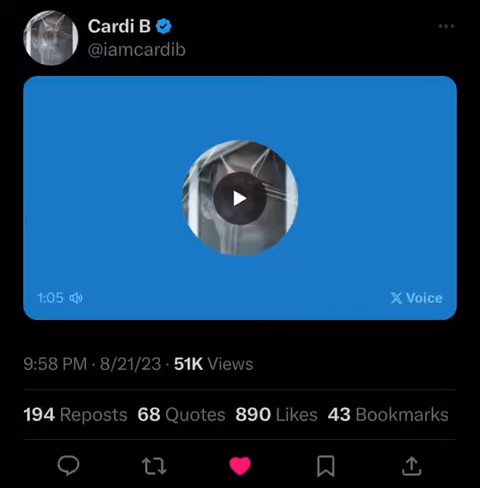 Cardi B
@iamcardib
1:05
X Voice
9:58 PM · 8/21/23 · 51K Views
194 Reposts 68 Quotes 890 Likes 43 Bookmarks